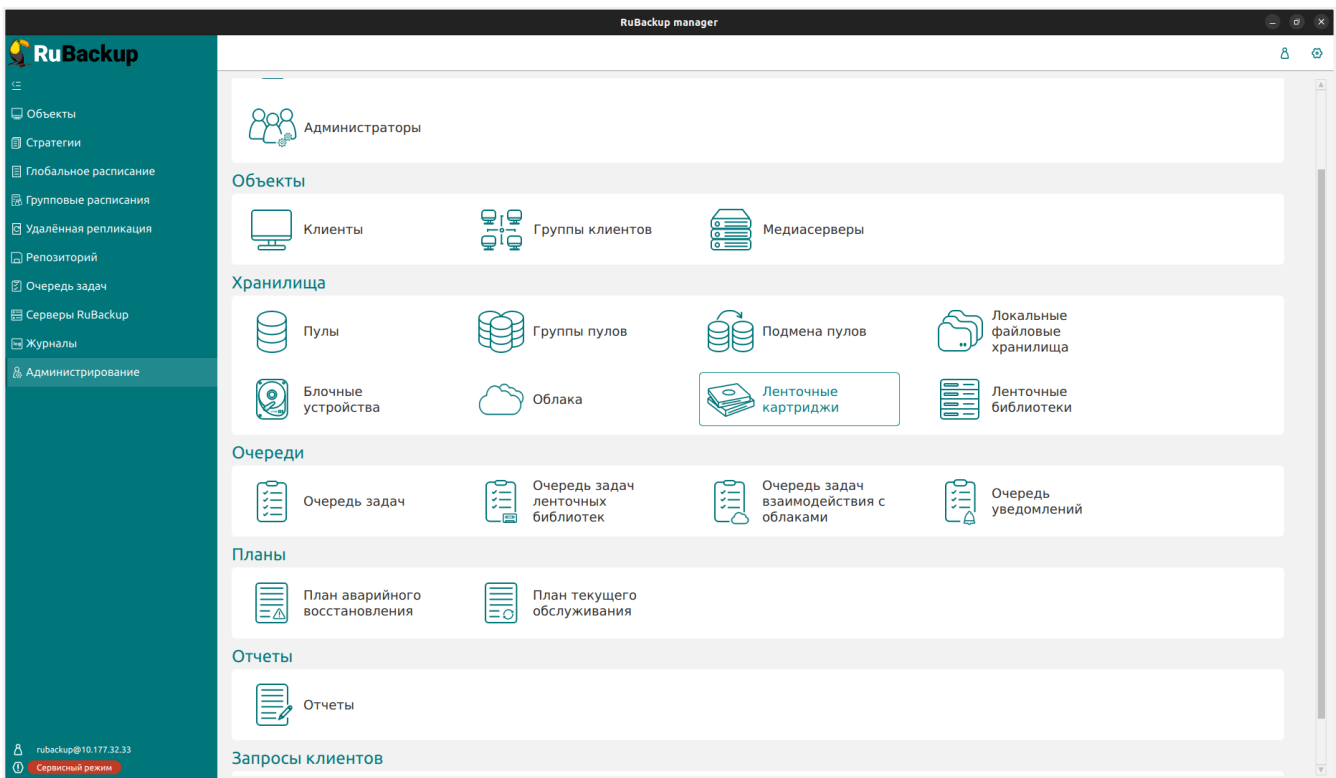 RuBackup manager
RuBackup
Объекты
Стратегии
Глобальное расписание
Групповые расписания
Удалённая репликация
Репозиторий
Очередь задач
Серверы RuBackup
Журналы
Администрирование
rubackup@10.177.32.33
Сервисный режим
Администраторы
Объекты
Клиенты
Группы клиентов
Медиасерверы
Хранилища
Пулы
Группы пулов
Подмена пулов
Локальные
файловые
хранилища
Блочные
устройства
Облака
Ленточные
картриджи
Ленточные
библиотеки
Очереди
Очередь задач
Очередь задач
ленточных
библиотек
Очередь задач
взаимодействия с
облаками
Очередь
уведомлений
Планы
План аварийного
восстановления
План текущего
обслуживания
Отчеты
Отчеты
Запросы клиентов